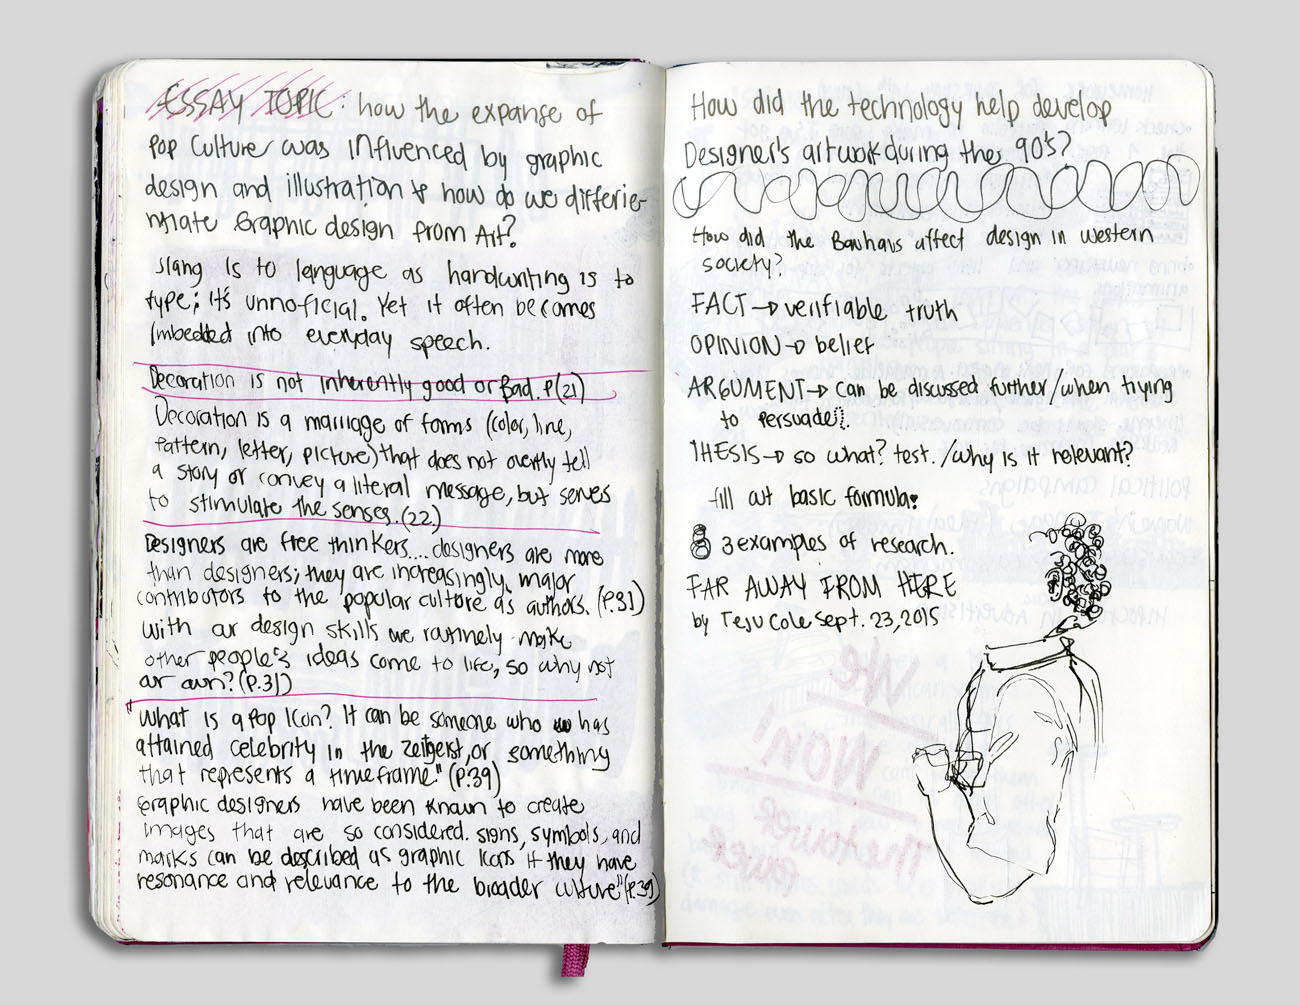 ESSAY TOPIC: how the expanse of
Pop Culture was influenced by graphic
design and illustration & how do we differie-
ntiate Graphic design from Art?
Slang is to language as handwriting is to
type; it's unnoficial. Yet it often becomes
imbedded into everyday speech.
Decoration is not inherently good or Bad. P(21)
Decoration is a marriage of forms (color, line,
Pattern, letter, picture) that does not overtly tell
a story or convey a literal message, but serves
to stimulate the senses. (22)
Designers are free thinkers.... designers are more
than designers; they are increasingly, major
contributors to the popular culture as authors. (P.31)
With our design skills we rautinely make
other people's ideas come to life, so why not
our own? (P.31)
"What is a Pop Icon? It can be someone who has
attained celebrity in the zeitgeist, or something
that represents a timeframe." (P.39)
Graphic designers have been known to create
images that are so considered. Signs, symbols, and
marks can be described as graphic icons if they have
resonance and relevance to the broader culture" (P.39)
How did the technology help develop
Designer's artwork during the 90's?
How did the Bauhaus affect design in western
society?
FACT → verifiable truth
OPINION → belief
ARGUMENT → can be discussed further/when trying
to persuade.
THESIS → so what? test. /why is it relevant?
fill out basic formula:
3 examples of research.
FAR AWAY FROM HERE
by Teju Cole Sept. 23, 2015